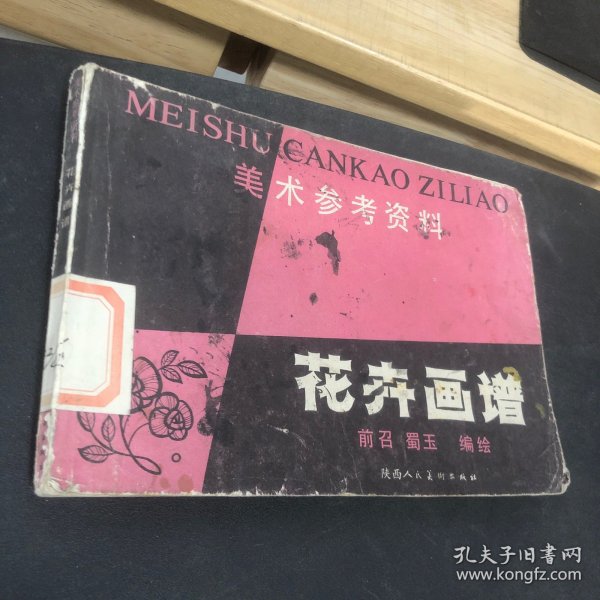 MEISHU CANKAO ZILIAO
美术参考资料
花卉画谱
前召 蜀玉 编绘
陕西人民美术出版社
孔夫子旧书网
www.kongfz.com